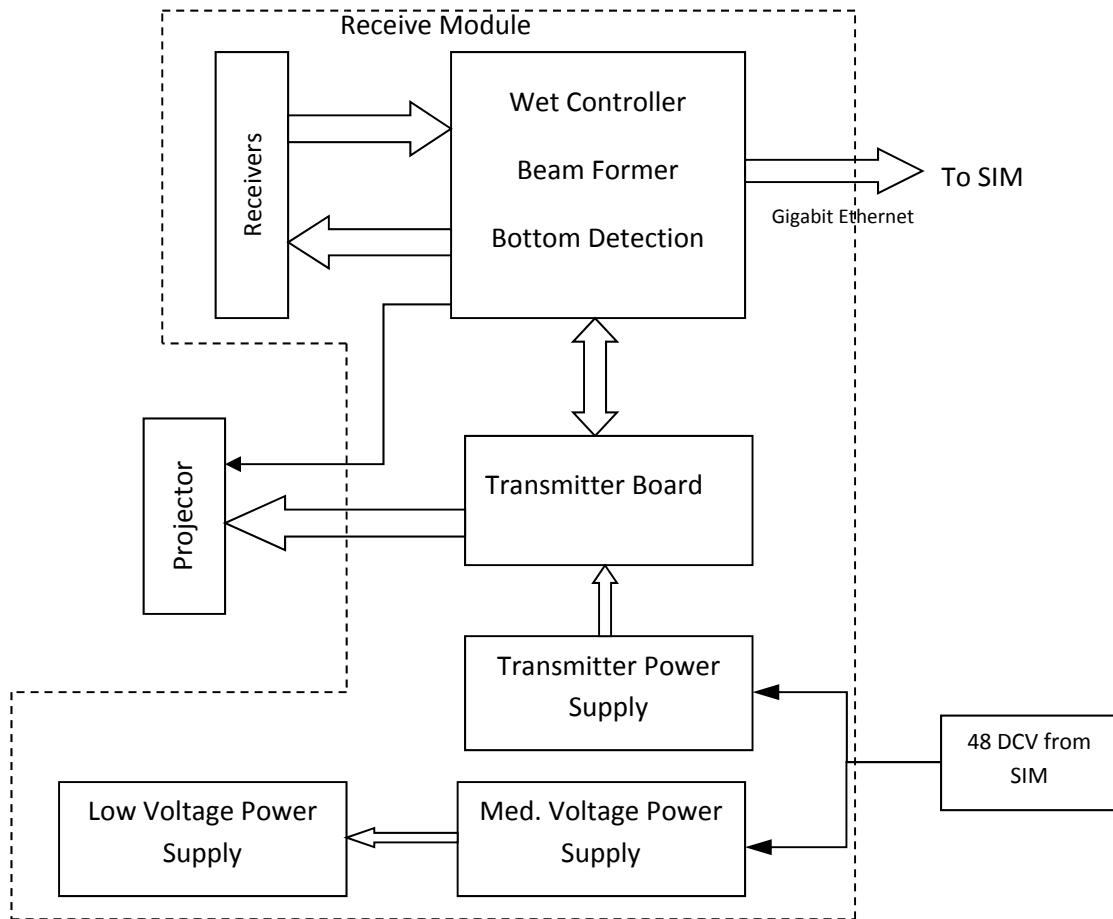 Receive Module
Receivers
Wet Controller
Beam Former
Bottom Detection
To SIM
Gigabit Ethernet
Projector
Transmitter Board
Transmitter Power
Supply
48 DCV from
SIM
Low Voltage Power
Supply
Med. Voltage Power
Supply